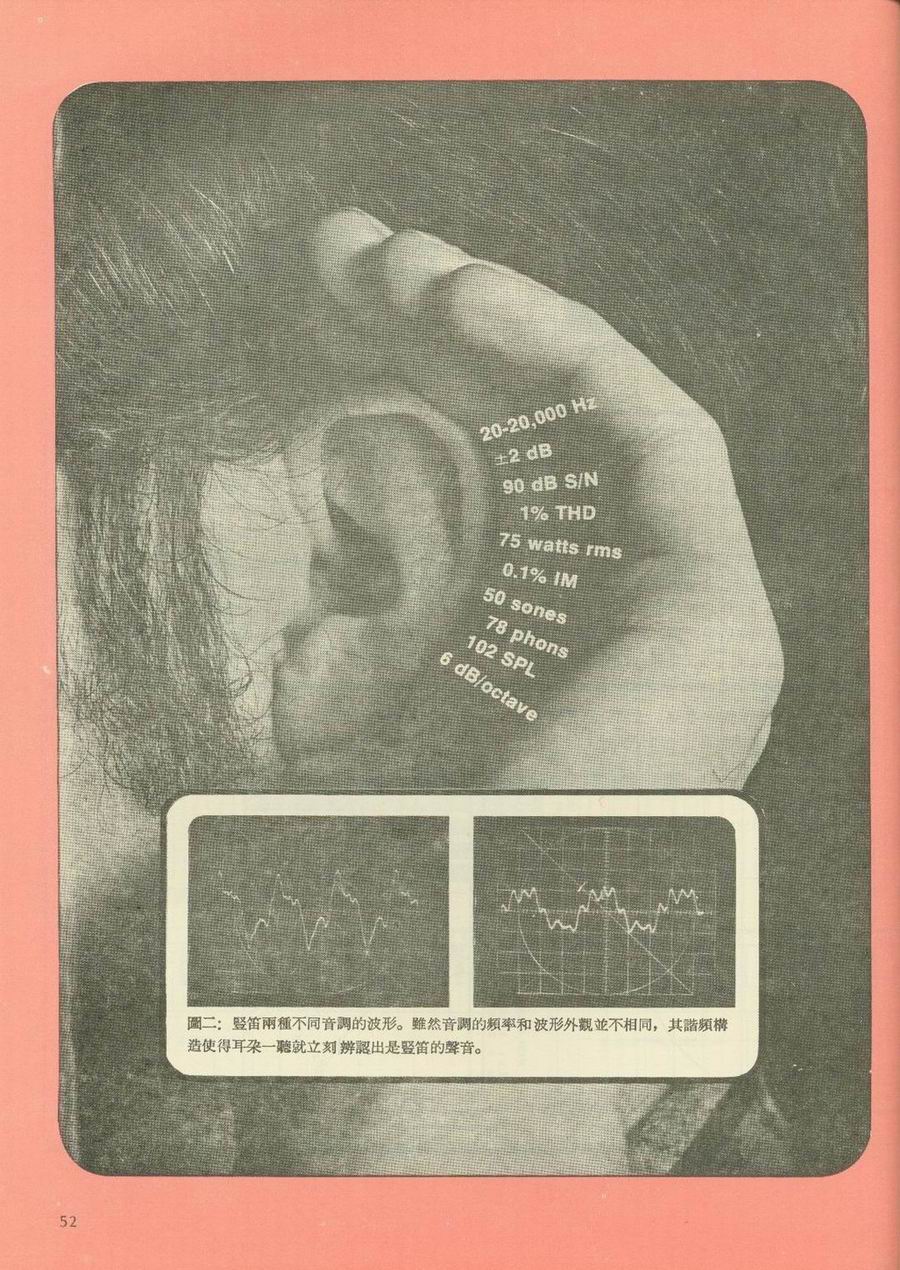 20-20,000 Hz
±2 dB
90 dB S/N
1% THD
75 watts rms
0.1% IM
50 sones
78 phons
102 SPL
6 dB/octave
圖二：豎笛兩種不同音調的波形。雖然音調的頻率和波形外觀並不相同，其諧頻構
造使得耳朶一聽就立刻辨認出是豎笛的聲音。
52